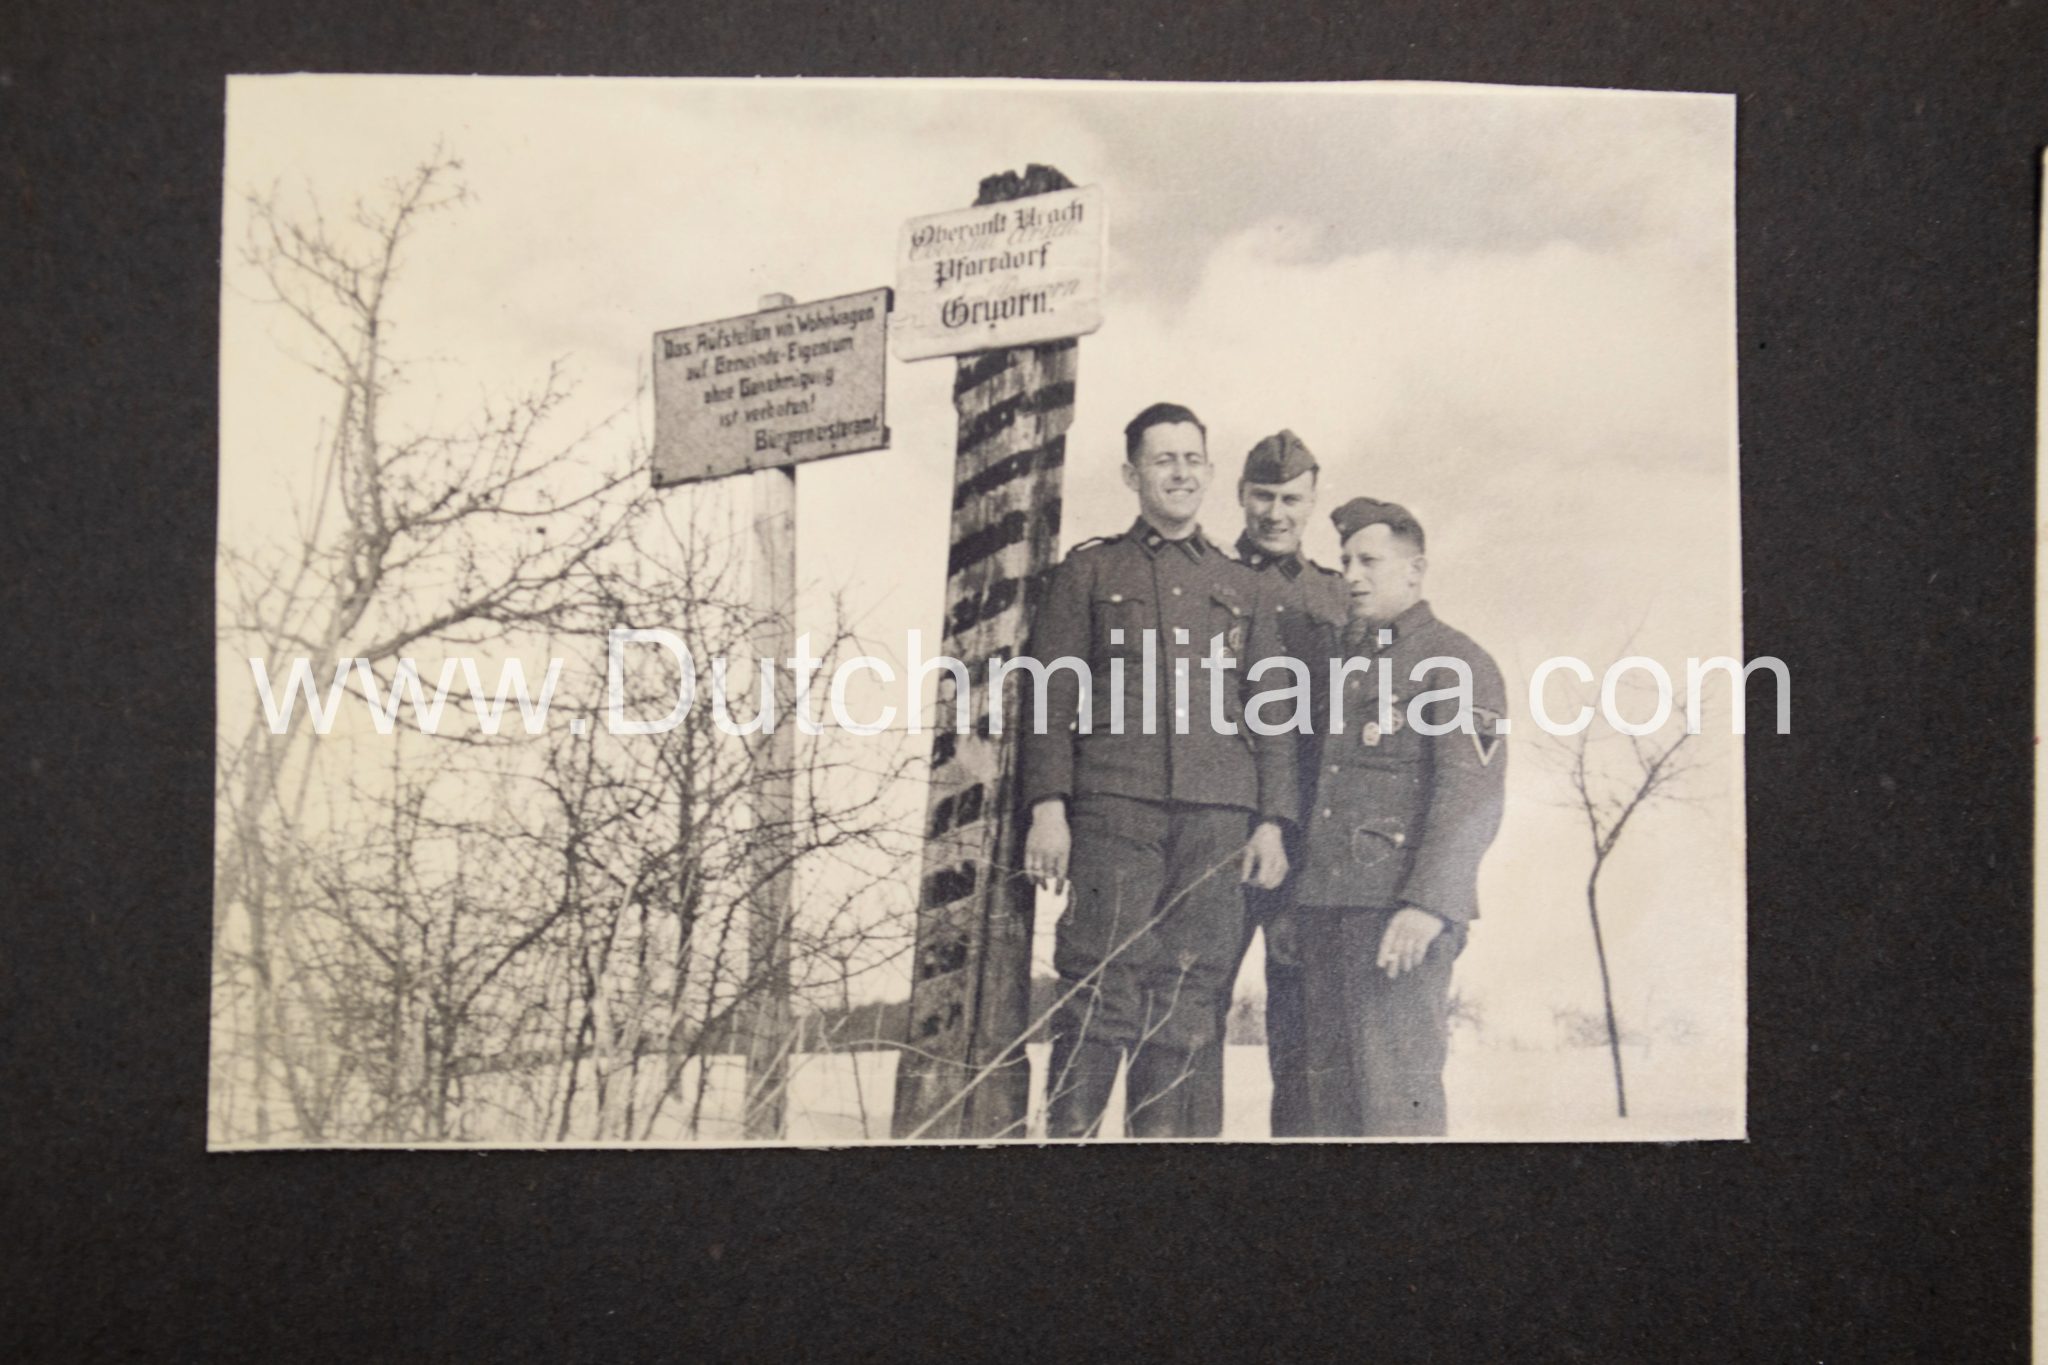 Das Aufstellen von Wohnwagen
auf Gemeinde-Eigentum
ohne Genehmigung
ist verboten!
Bürgermeisteramt.
Oberamt Urach
Pfarrdorf
Gruorn.
www.Dutchmilitaria.com